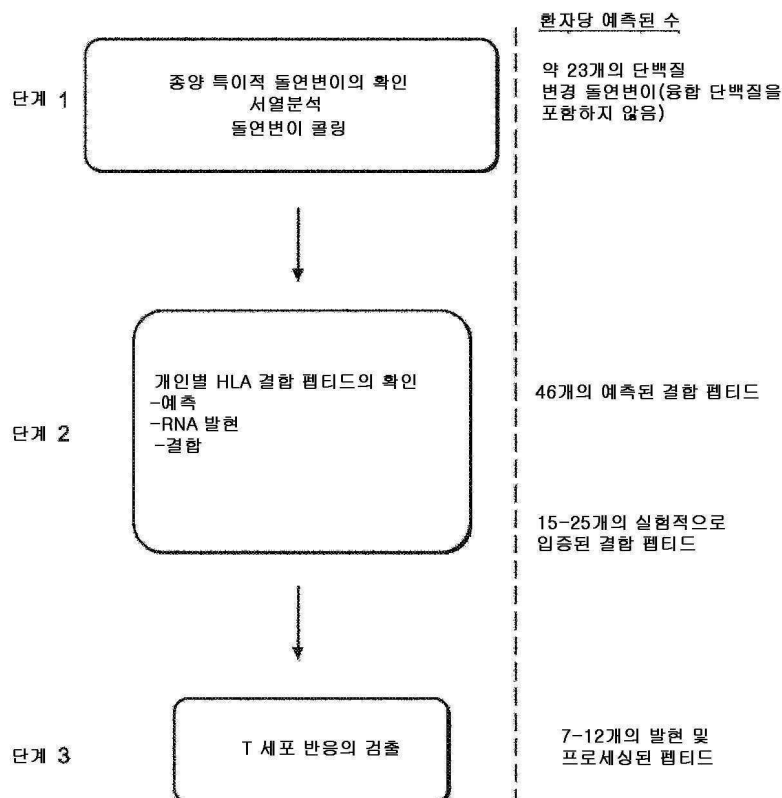 환자당 예측된 수
단계 1
종양 특이적 돌연변이의 확인
서열분석
돌연변이 콜링
약 23개의 단백질
변경 돌연변이(융합 단백질을
포함하지 않음)
단계 2
개인별 HLA 결합 펩티드의 확인
-예측
-RNA 발현
-결합
46개의 예측된 결합 펩티드
15-25개의 실험적으로
입증된 결합 펩티드
단계 3
T 세포 반응의 검출
7-12개의 발현 및
프로세싱된 펩티드